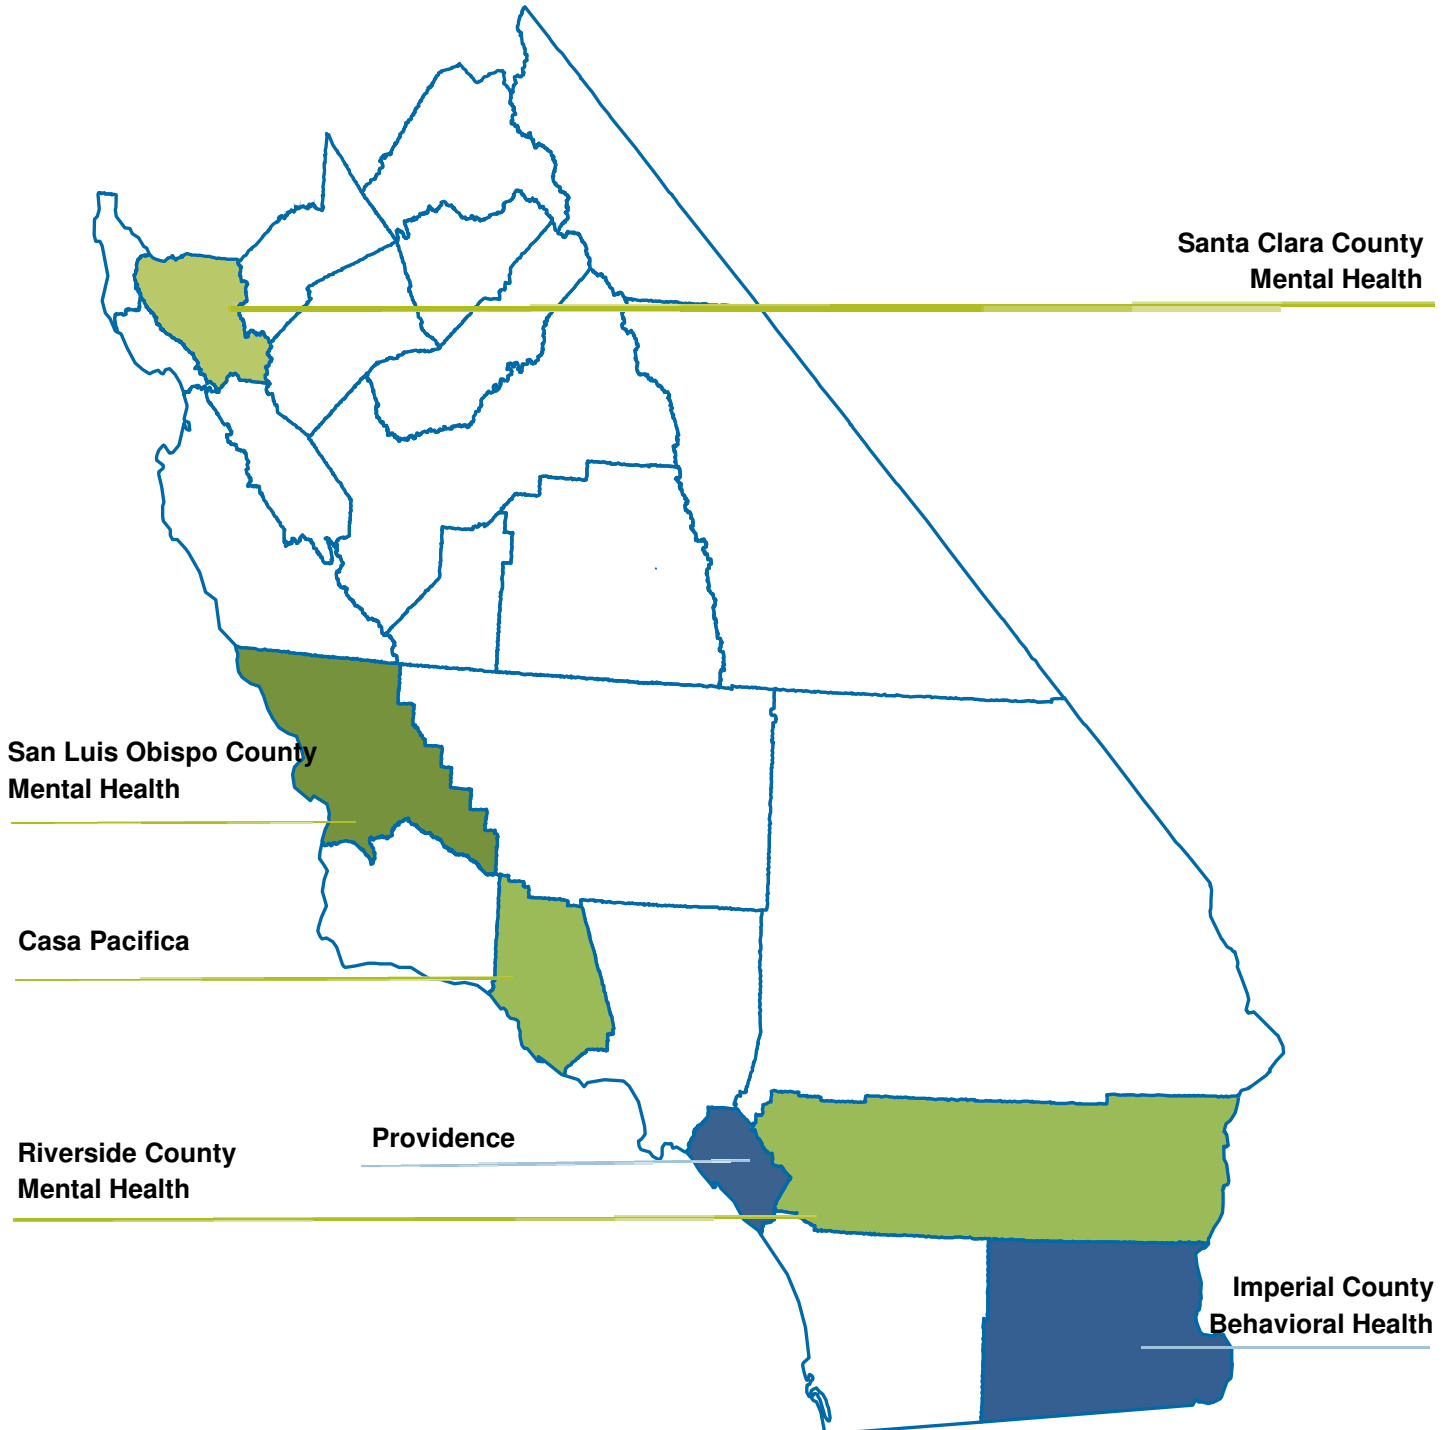 Santa Clara County
Mental Health
San Luis Obispo County
Mental Health
Casa Pacifica
Providence
Riverside County
Mental Health
Imperial County
Behavioral Health